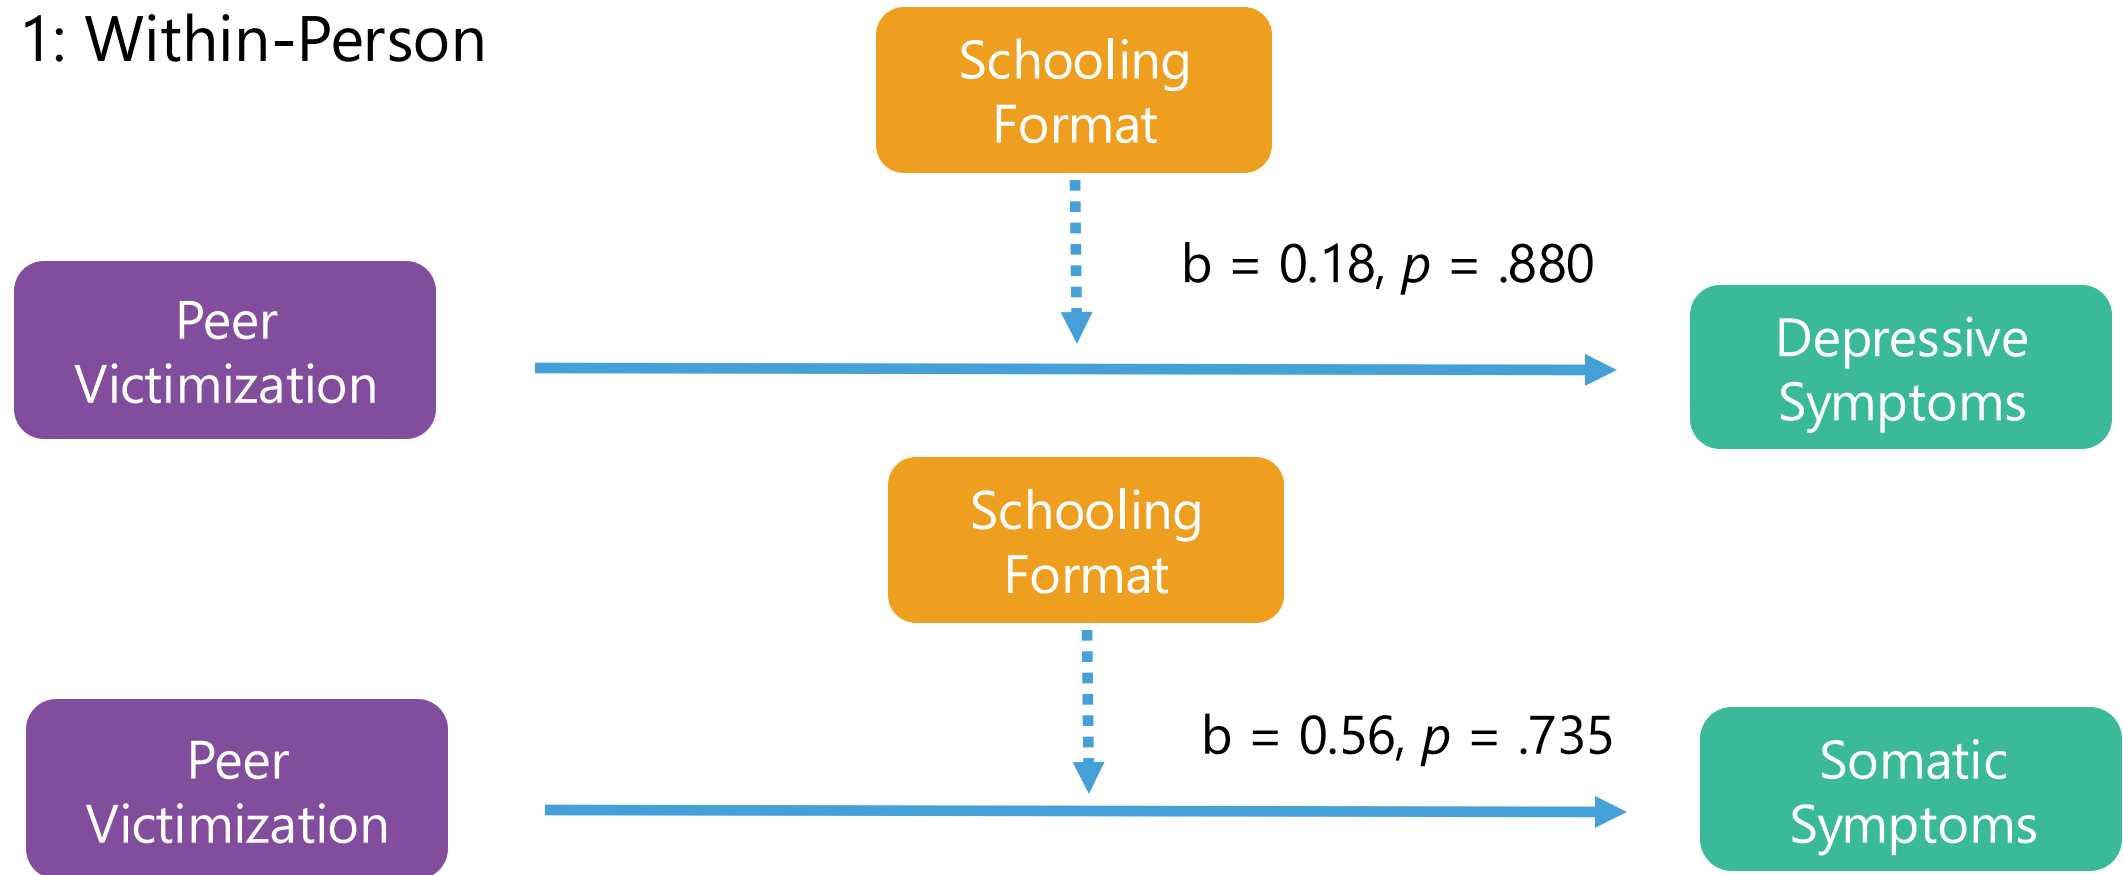 1: Within-Person
Schooling
Format
b = 0.18, p = .880
Peer
Victimization
Depressive
Symptoms
Schooling
Format
b = 0.56, p = .735
Peer
Victimization
Somatic
Symptoms